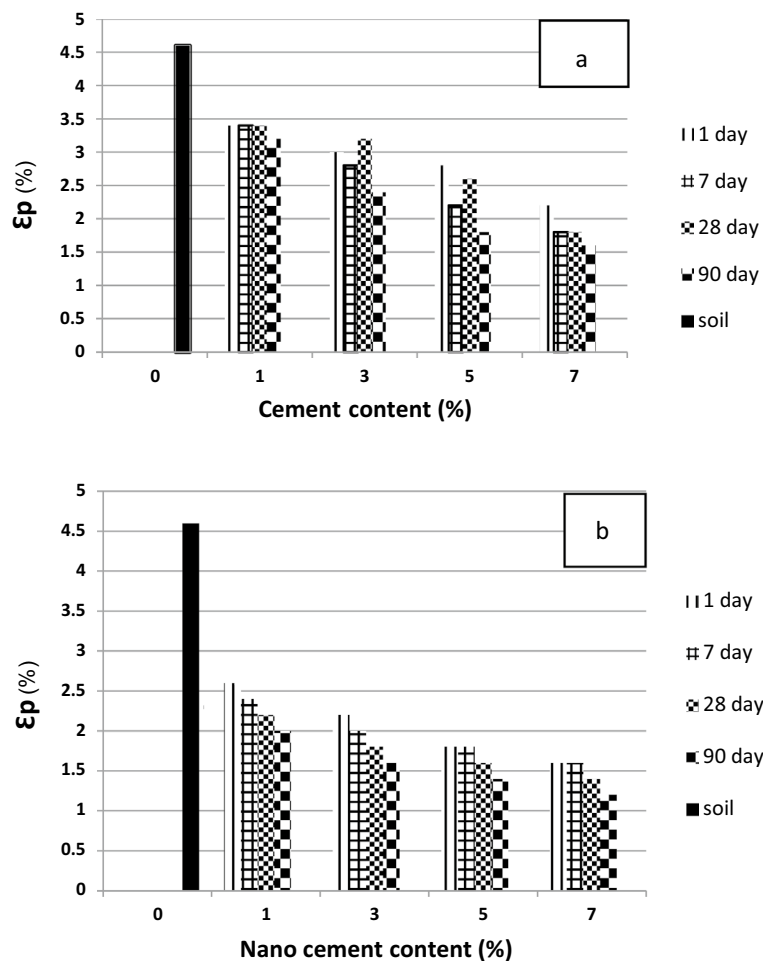 5
4.5
4
3.5
3
2.5
2
1.5
1
0.5
0
εp (%)
a
0 1 3 5 7
Cement content (%)
1 day
7 day
28 day
90 day
soil
5
4.5
4
3.5
3
2.5
2
1.5
1
0.5
0
εp (%)
b
0 1 3 5 7
Nano cement content (%)
1 day
7 day
28 day
90 day
soil